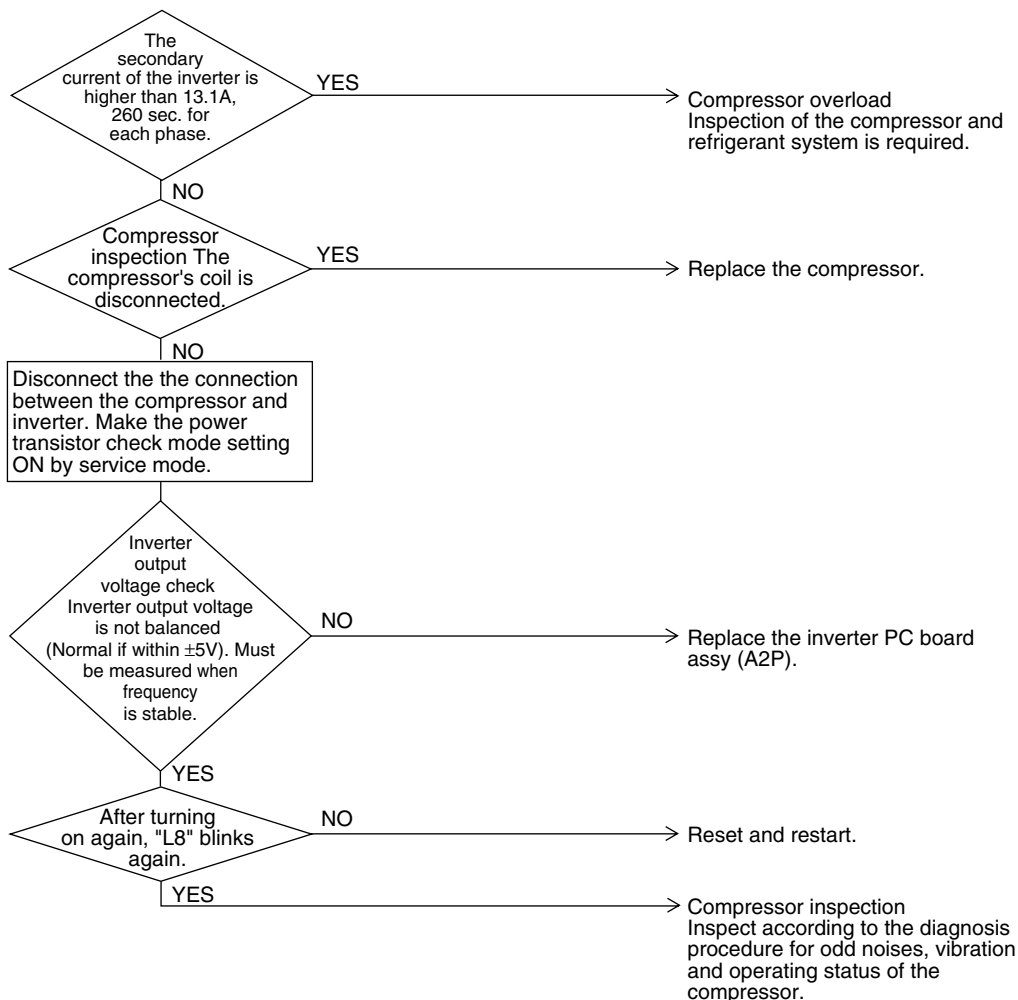 The
secondary
current of the inverter is
higher than 13.1A,
260 sec. for
each phase.
YES
Compressor overload
Inspection of the compressor and
refrigerant system is required.
NO
Compressor
inspection The
compressor's coil is
disconnected.
YES
Replace the compressor.
NO
Disconnect the the connection
between the compressor and
inverter. Make the power
transistor check mode setting
ON by service mode.
Inverter
output
voltage check
Inverter output voltage
is not balanced
(Normal if within ±5V). Must
be measured when
frequency
is stable.
NO
Replace the inverter PC board
assy (A2P).
YES
After turning
on again, "L8" blinks
again.
NO
Reset and restart.
YES
Compressor inspection
Inspect according to the diagnosis
procedure for odd noises, vibration
and operating status of the
compressor.